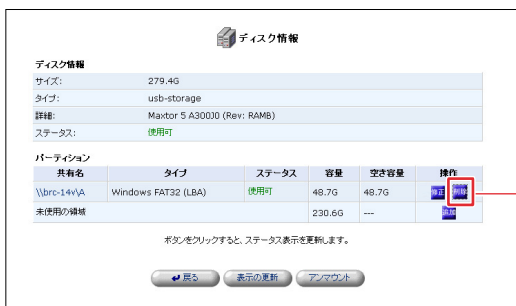 ディスク情報
ディスク情報
サイズ: 279.4G
タイプ: usb-storage
詳細: Maxtor 5 A300J0 (Rev: RAMB)
ステータス: 使用可
パーティション
共有名 タイプ ステータス 容量 空き容量 操作
\\brc-14v\A Windows FAT32 (LBA) 使用可 48.7G 48.7G 修正 削除
未使用の領域 230.6G --- 追加
ボタンをクリックすると、ステータス表示を更新します。
戻る 表示の更新 アンマウント